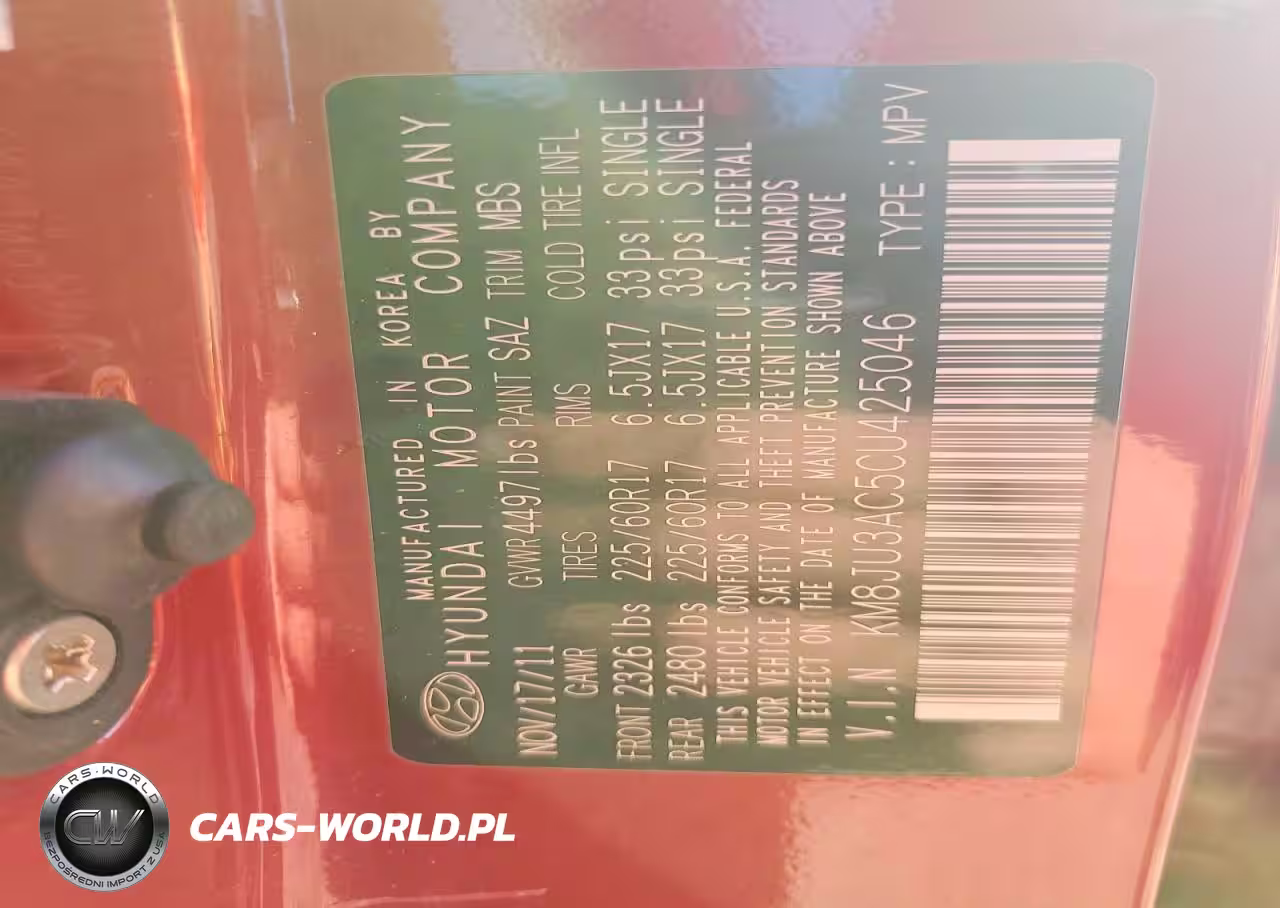 MANUFACTURED IN KOREA BY
HYUNDAI MOTOR COMPANY
NOV/17/11 GVWR 4497lbs PAINT SAZ TRIM MBS
GAWR TIRES RIMS COLD TIRE INFL
FRONT 2326lbs 225/60R17 6.5JX17 33psi SINGLE
REAR 2480lbs 225/60R17 6.5JX17 33psi SINGLE
THIS VEHICLE CONFORMS TO ALL APPLICABLE U.S.A. FEDERAL
MOTOR VEHICLE SAFETY AND THEFT PREVENTION STANDARDS
IN EFFECT ON THE DATE OF MANUFACTURE SHOWN ABOVE
V.I.N KM8JU3AC5CU425046 TYPE : MPV
CARS-WORLD
CW
BEZPOŚREDNI IMPORT Z USA
CARS-WORLD.PL